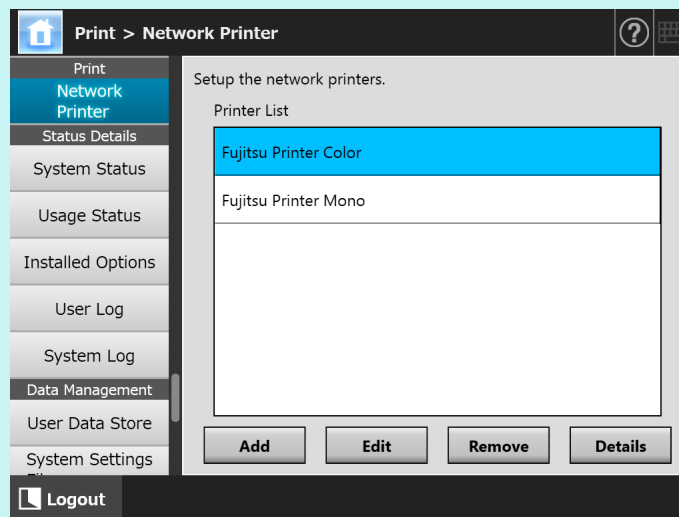 Print > Network Printer
?
Print
Network
Printer
Status Details
System Status
Usage Status
Installed Options
User Log
System Log
Data Management
User Data Store
System Settings
Setup the network printers.
Printer List
Fujitsu Printer Color
Fujitsu Printer Mono
Add
Edit
Remove
Details
Logout